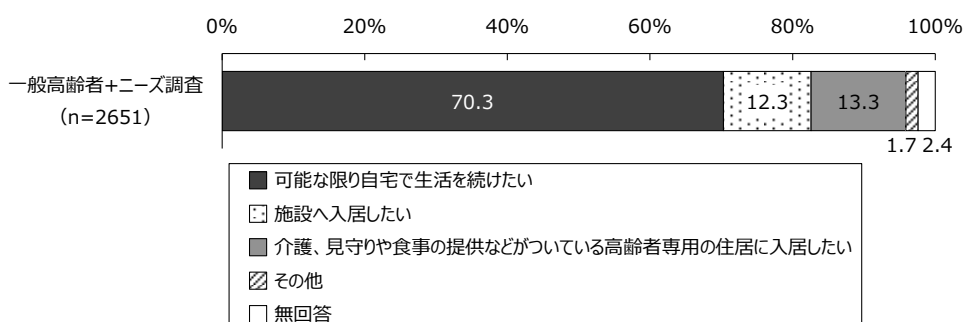 0% 20% 40% 60% 80% 100%
一般高齢者+ニーズ調査
（n=2651）
70.3 12.3 13.3
1.7 2.4
可能な限り自宅で生活を続けたい
施設へ入居したい
介護、見守りや食事の提供などがついている高齢者専用の住居に入居したい
その他
無回答